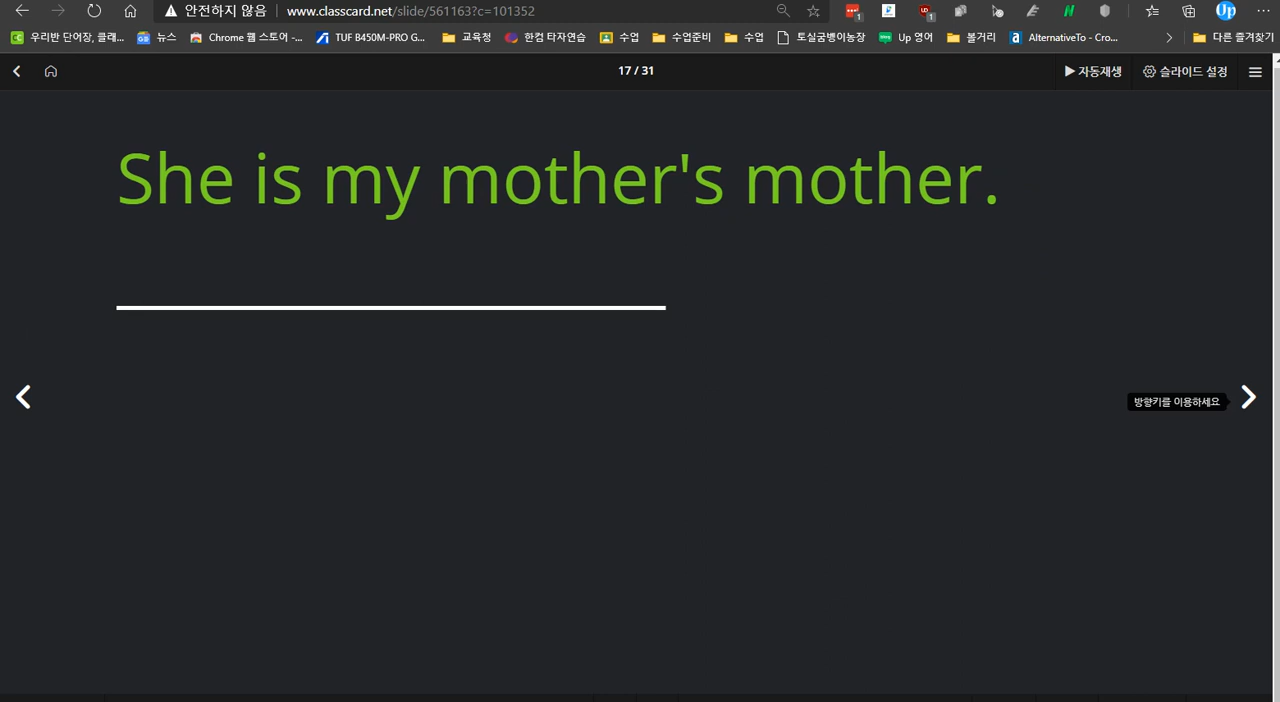 안전하지 않음 www.classcard.net/slide/561163?c=101352
우리반 단어장, 클래... 뉴스 Chrome 웹 스토어 -... TUF B450M-PRO G... 교육청 한컴 타자연습 수업 수업준비 수업 토실궁뱅이농장 Up 영어 볼거리 AlternativeTo - Cro... 다른 즐겨찾기
17 / 31 자동재생 슬라이드 설정
She is my mother's mother.
방향키를 이용하세요